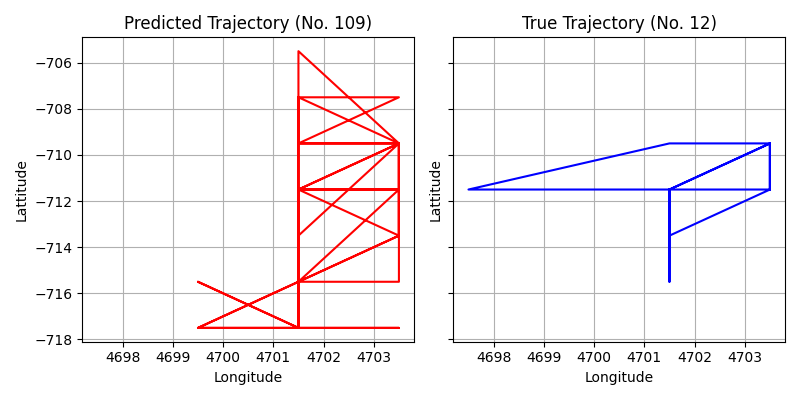 Predicted Trajectory (No. 109)
True Trajectory (No. 12)
−706
−708
−710
−712
−714
−716
−718
Lattitude
Lattitude
4698 4699 4700 4701 4702 4703
4698 4699 4700 4701 4702 4703
Longitude
Longitude